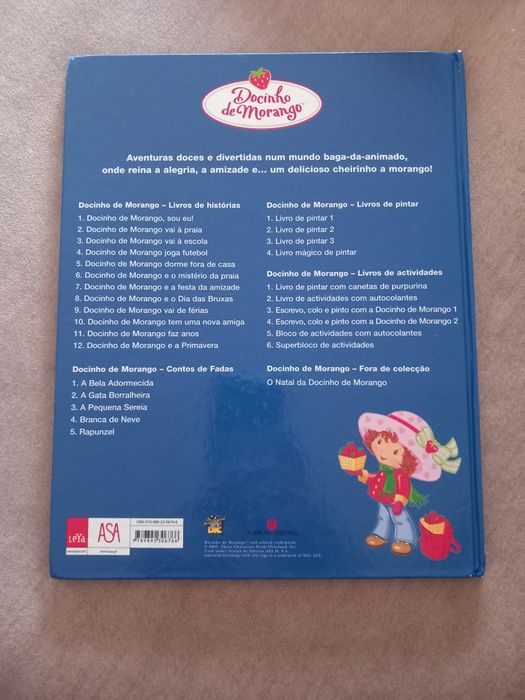 Docinho
de Morango™
Aventuras doces e divertidas num mundo baga-da-animado,
onde reina a alegria, a amizade e... um delicioso cheirinho a morango!
Docinho de Morango – Livros de histórias
1. Docinho de Morango, sou eu!
2. Docinho de Morango vai à praia
3. Docinho de Morango vai à escola
4. Docinho de Morango joga futebol
5. Docinho de Morango dorme fora de casa
6. Docinho de Morango e o mistério da praia
7. Docinho de Morango e a festa da amizade
8. Docinho de Morango e o Dia das Bruxas
9. Docinho de Morango vai de férias
10. Docinho de Morango tem uma nova amiga
11. Docinho de Morango faz anos
12. Docinho de Morango e a Primavera
Docinho de Morango – Contos de Fadas
1. A Bela Adormecida
2. A Gata Borralheira
3. A Pequena Sereia
4. Branca de Neve
5. Rapunzel
Docinho de Morango – Livros de pintar
1. Livro de pintar 1
2. Livro de pintar 2
3. Livro de pintar 3
4. Livro mágico de pintar
Docinho de Morango – Livros de actividades
1. Livro de pintar com canetas de purpurina
2. Livro de actividades com autocolantes
3. Escrevo, colo e pinto com a Docinho de Morango 1
4. Escrevo, colo e pinto com a Docinho de Morango 2
5. Bloco de actividades com autocolantes
6. Superbloco de actividades
Docinho de Morango – Fora de colecção
O Natal da Docinho de Morango
LeYa
ASA
DIC
Docinho de Morango™ and related trademarks